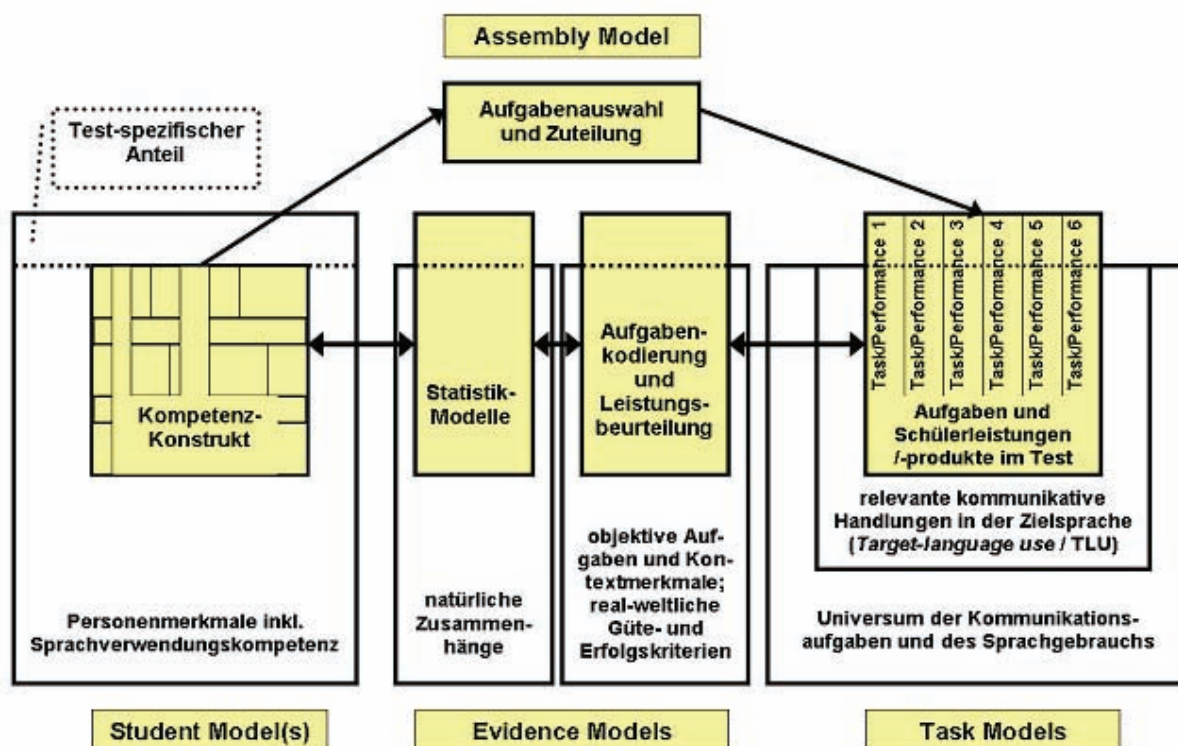 Assembly Model
Aufgabenauswahl
und Zuteilung
Test-spezifischer
Anteil
Kompetenz-
Konstrukt
Personenmerkmale inkl.
Sprachverwendungskompetenz
Statistik-
Modelle
natürliche
Zusammen-
hänge
Aufgaben-
kodierung
und
Leistungs-
beurteilung
objektive Auf-
gaben und Kon-
textmerkmale;
real-weltliche
Güte- und
Erfolgskriterien
Task/Performance 1
Task/Performance 2
Task/Performance 3
Task/Performance 4
Task/Performance 5
Task/Performance 6
Aufgaben und
Schülerleistungen
/-produkte im Test
relevante kommunikative
Handlungen in der Zielsprache
(Target-language use / TLU)
Universum der Kommunikations-
aufgaben und des Sprachgebrauchs
Student Model(s)
Evidence Models
Task Models